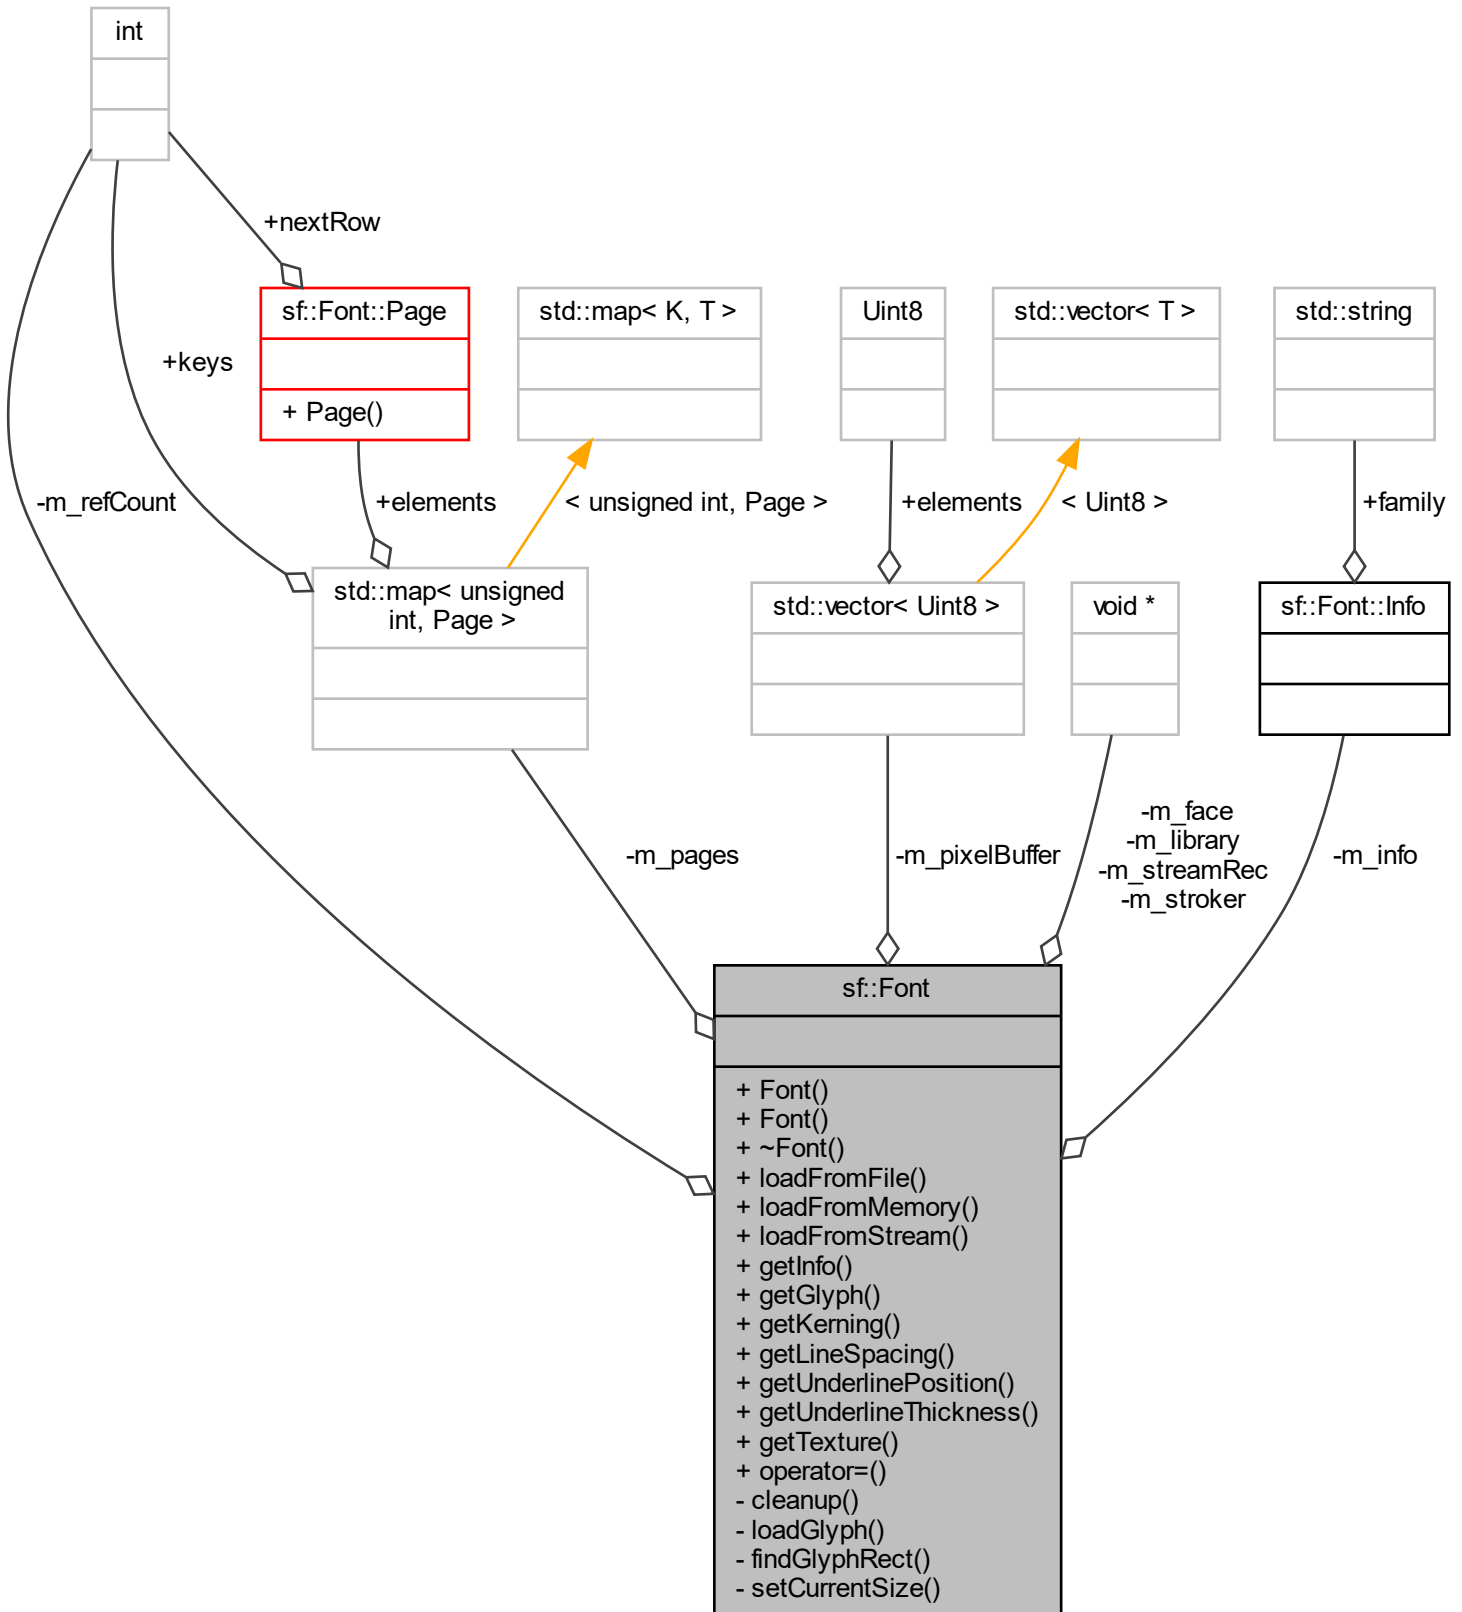 int
+nextRow
sf::Font::Page
+ Page()
std::map< K, T >
Uint8
std::vector< T >
std::string
+keys
-m_refCount
+elements
< unsigned int, Page >
+elements
< Uint8 >
+family
std::map< unsigned
int, Page >
std::vector< Uint8 >
void *
sf::Font::Info
-m_pages
-m_pixelBuffer
-m_face
-m_library
-m_streamRec
-m_stroker
-m_info
sf::Font
+ Font()
+ Font()
+ ~Font()
+ loadFromFile()
+ loadFromMemory()
+ loadFromStream()
+ getInfo()
+ getGlyph()
+ getKerning()
+ getLineSpacing()
+ getUnderlinePosition()
+ getUnderlineThickness()
+ getTexture()
+ operator=()
- cleanup()
- loadGlyph()
- findGlyphRect()
- setCurrentSize()